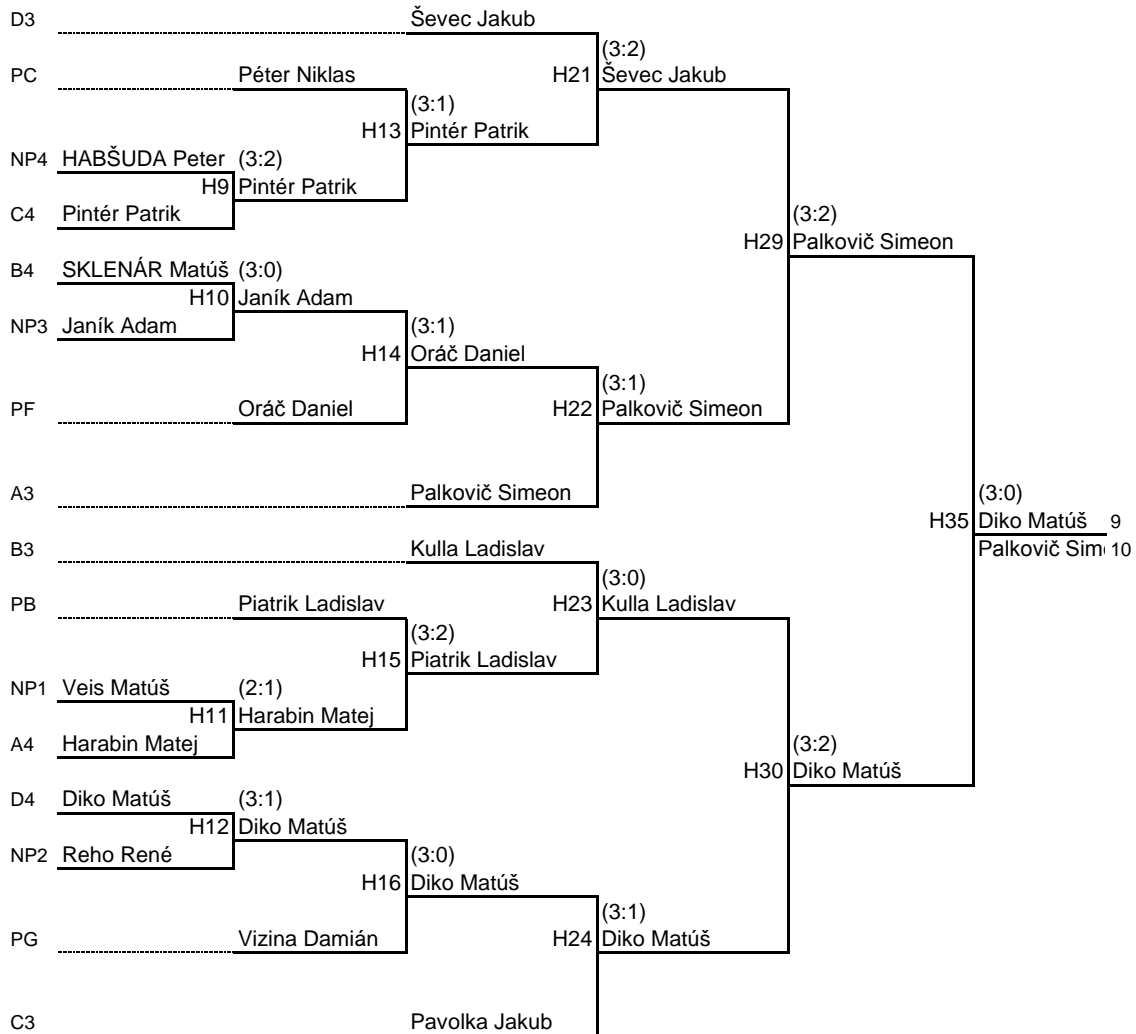 D3 Ševec Jakub
(3:2)
PC Péter Niklas H21 Ševec Jakub
(3:1)
H13 Pintér Patrik
NP4 HABŠUDA Peter (3:2)
H9 Pintér Patrik
C4 Pintér Patrik (3:2)
H29 Palkovič Simeon
B4 SKLENÁR Matúš (3:0)
H10 Janík Adam
NP3 Janík Adam (3:1)
H14 Oráč Daniel
(3:1)
PF Oráč Daniel H22 Palkovič Simeon
A3 Palkovič Simeon (3:0)
H35 Diko Matúš 9
B3 Kulla Ladislav Palkovič Sim 10
(3:0)
PB Piatrik Ladislav H23 Kulla Ladislav
(3:2)
H15 Piatrik Ladislav
NP1 Veis Matúš (2:1)
H11 Harabin Matej
A4 Harabin Matej (3:2)
H30 Diko Matúš
D4 Diko Matúš (3:1)
H12 Diko Matúš
NP2 Reho René (3:0)
H16 Diko Matúš
(3:1)
PG Vizina Damián H24 Diko Matúš
C3 Pavolka Jakub